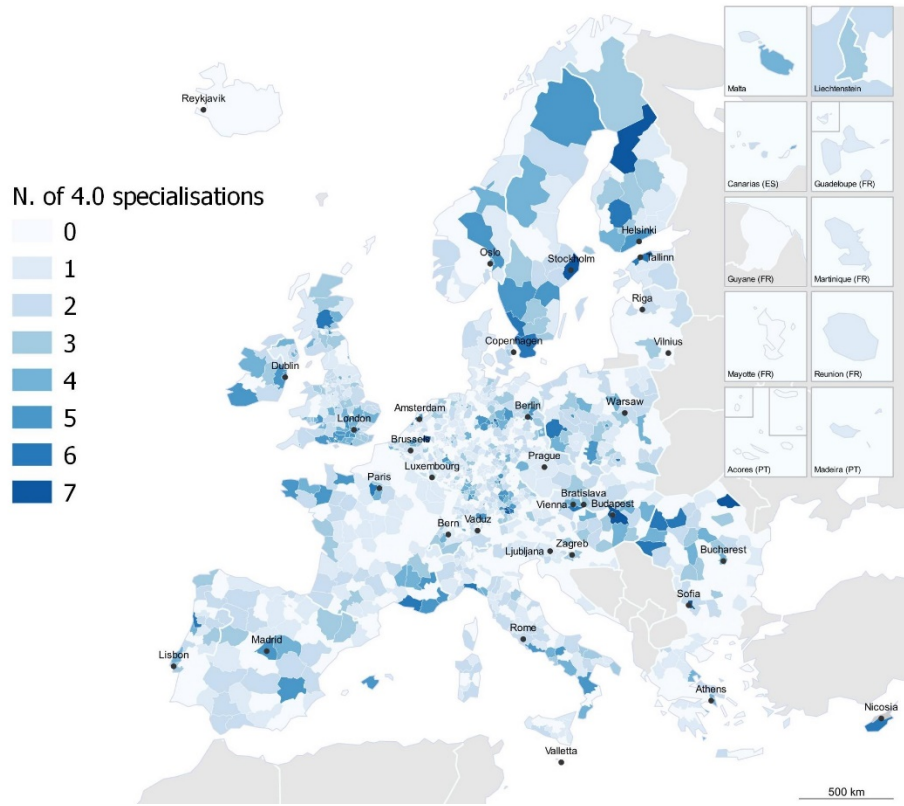 Malta
Liechtenstein
Reykjavik
Canarias (ES)
Guadeloupe (FR)
N. of 4.0 specialisations
0
1
2
3
4
5
6
7
Guyane (FR)
Martinique (FR)
Mayotte (FR)
Reunion (FR)
Acores (PT)
Madeira (PT)
Helsinki
Oslo
Stockholm
Tallinn
Riga
Copenhagen
Vilnius
Dublin
London
Amsterdam
Berlin
Warsaw
Brussels
Luxembourg
Prague
Paris
Bratislava
Vienna
Budapest
Bern
Vaduz
Ljubljana
Zagreb
Bucharest
Sofia
Madrid
Rome
Lisbon
Athens
Nicosia
Valletta
500 km